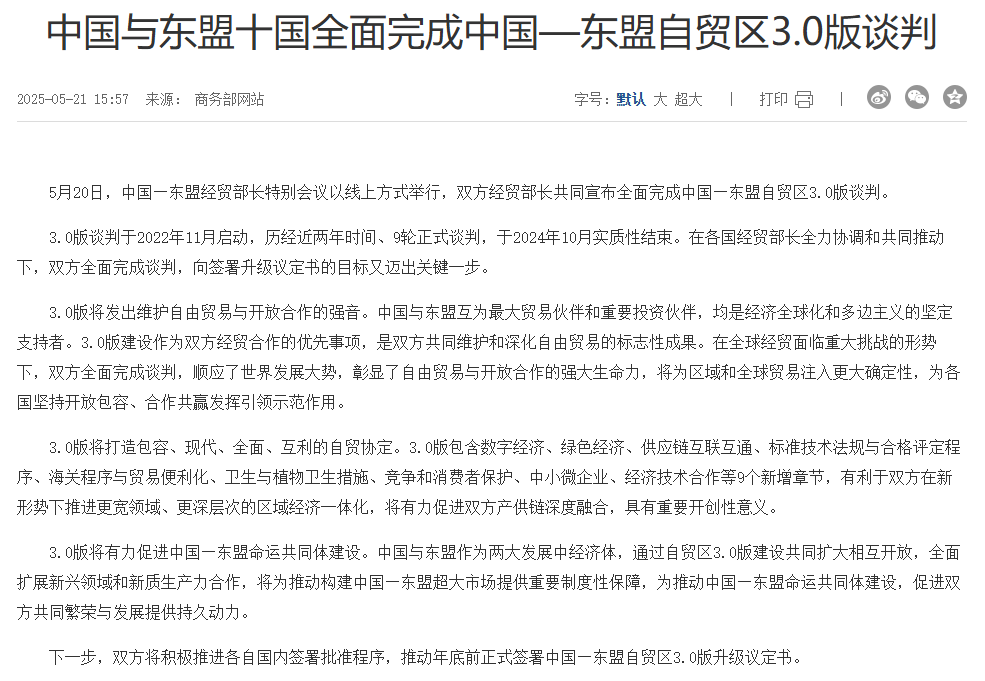 中国与东盟十国全面完成中国—东盟自贸区3.0版谈判
2025-05-21 15:57 来源： 商务部网站 字号：默认 大 超大 | 打印 |
5月20日，中国—东盟经贸部长特别会议以线上方式举行，双方经贸部长共同宣布全面完成中国—东盟自贸区3.0版谈判。
3.0版谈判于2022年11月启动，历经近两年时间、9轮正式谈判，于2024年10月实质性结束。在各国经贸部长全力协调和共同推动
下，双方全面完成谈判，向签署升级议定书的目标又迈出关键一步。
3.0版将发出维护自由贸易与开放合作的强音。中国与东盟互为最大贸易伙伴和重要投资伙伴，均是经济全球化和多边主义的坚定
支持者。3.0版建设作为双方经贸合作的优先事项，是双方共同维护和深化自由贸易的标志性成果。在全球经贸面临重大挑战的形势
下，双方全面完成谈判，顺应了世界发展大势，彰显了自由贸易与开放合作的强大生命力，将为区域和全球贸易注入更大确定性，为各
国坚持开放包容、合作共赢发挥引领示范作用。
3.0版将打造包容、现代、全面、互利的自贸协定。3.0版包含数字经济、绿色经济、供应链互联互通、标准技术法规与合格评定程
序、海关程序与贸易便利化、卫生与植物卫生措施、竞争和消费者保护、中小微企业、经济技术合作等9个新增章节，有利于双方在新
形势下推进更宽领域、更深层次的区域经济一体化，将有力促进双方产供链深度融合，具有重要开创性意义。
3.0版将有力促进中国—东盟命运共同体建设。中国与东盟作为两大发展中经济体，通过自贸区3.0版建设共同扩大相互开放，全面
扩展新兴领域和新质生产力合作，将为推动构建中国—东盟超大市场提供重要制度性保障，为推动中国—东盟命运共同体建设，促进双
方共同繁荣与发展提供持久动力。
下一步，双方将积极推进各自国内签署批准程序，推动年底前正式签署中国—东盟自贸区3.0版升级议定书。